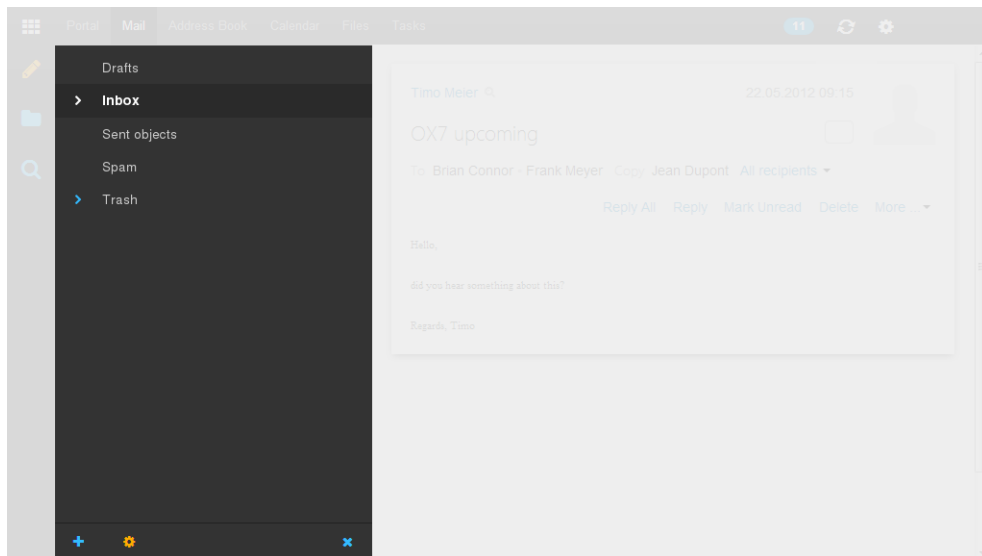 Portal Mail Address Book Calendar Files Tasks 11
Drafts
Inbox
Sent objects
Spam
Trash
Timo Meier 22.05.2012 09:15
OX7 upcoming
To Brian Connor · Frank Meyer Copy Jean Dupont All recipients
Reply All Reply Mark Unread Delete More ...
Hello,
did you hear something about this?
Regards, Timo